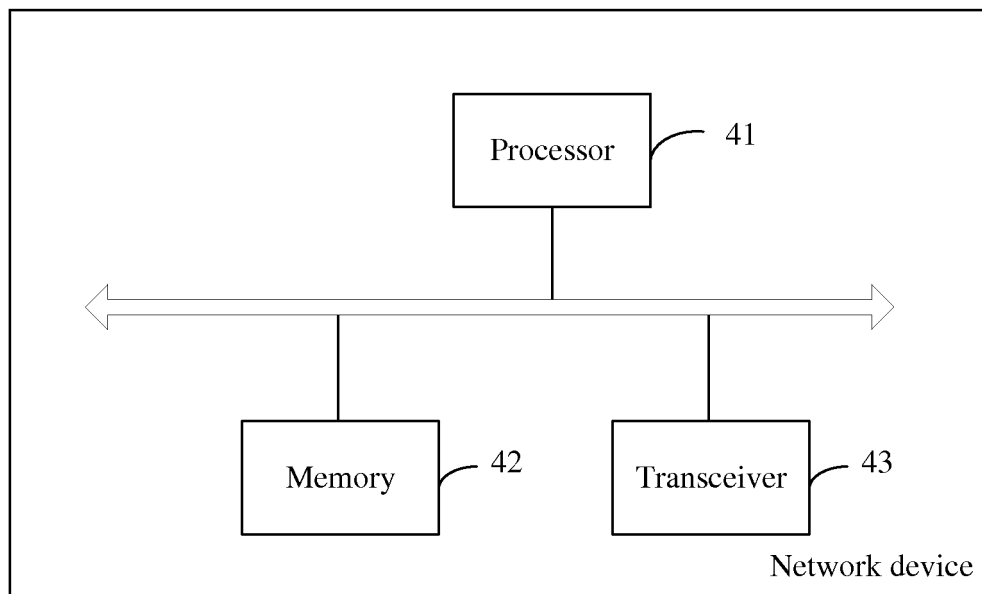 Processor
41
Memory
42
Transceiver
43
Network device